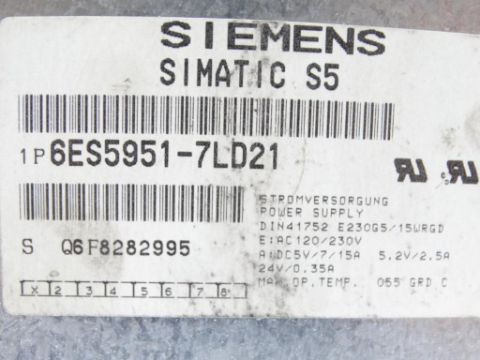 SIEMENS
SIMATIC S5
1P 6ES5951-7LD21
S Q6F8282995
X 2 3 4 5 6 7 8
STROMVERSORGUNG
POWER SUPPLY
DIN41752 E230G5/15WRGD
E:AC120/230V
A:DC5V/7/15A 5.2V/2.5A
24V/0.35A
MAX.OP.TEMP. 055 GRD C